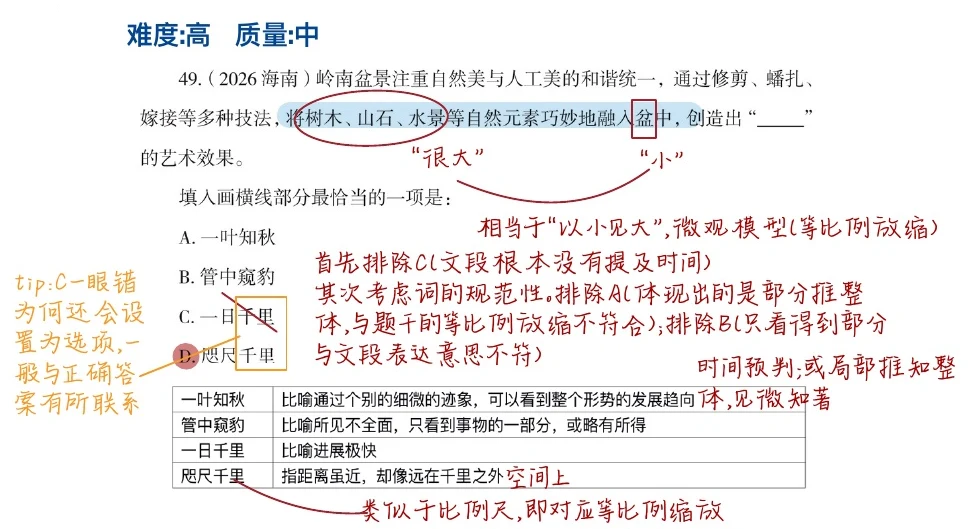 难度:高 质量:中
49.（2026 海南）岭南盆景注重自然美与人工美的和谐统一，通过修剪、蟠扎、
嫁接等多种技法，将树木、山石、水景等自然元素巧妙地融入盆中，创造出“_____”
的艺术效果。
“很大” “小”
填入画横线部分最恰当的一项是：
相当于“以小见大”,微观模型(等比例放缩)
A. 一叶知秋
B. 管中窥豹
C. 一日千里
D. 咫尺千里
首先排除C(文段根本没有提及时间)
其次考虑词的规范性。排除A(体现出的是部分推整
体,与题干的等比例放缩不符合);排除B(只看得到部分
与文段表达意思不符)
tip:C一眼错
为何还会设
置为选项,一
般与正确答
案有所联系
时间预判;或局部推知整
体,见微知著
一叶知秋 比喻通过个别的细微的迹象，可以看到整个形势的发展趋向
管中窥豹 比喻所见不全面，只看到事物的一部分，或略有所得
一日千里 比喻进展极快
咫尺千里 指距离虽近，却像远在千里之外 空间上
类似于比例尺,即对应等比例缩放